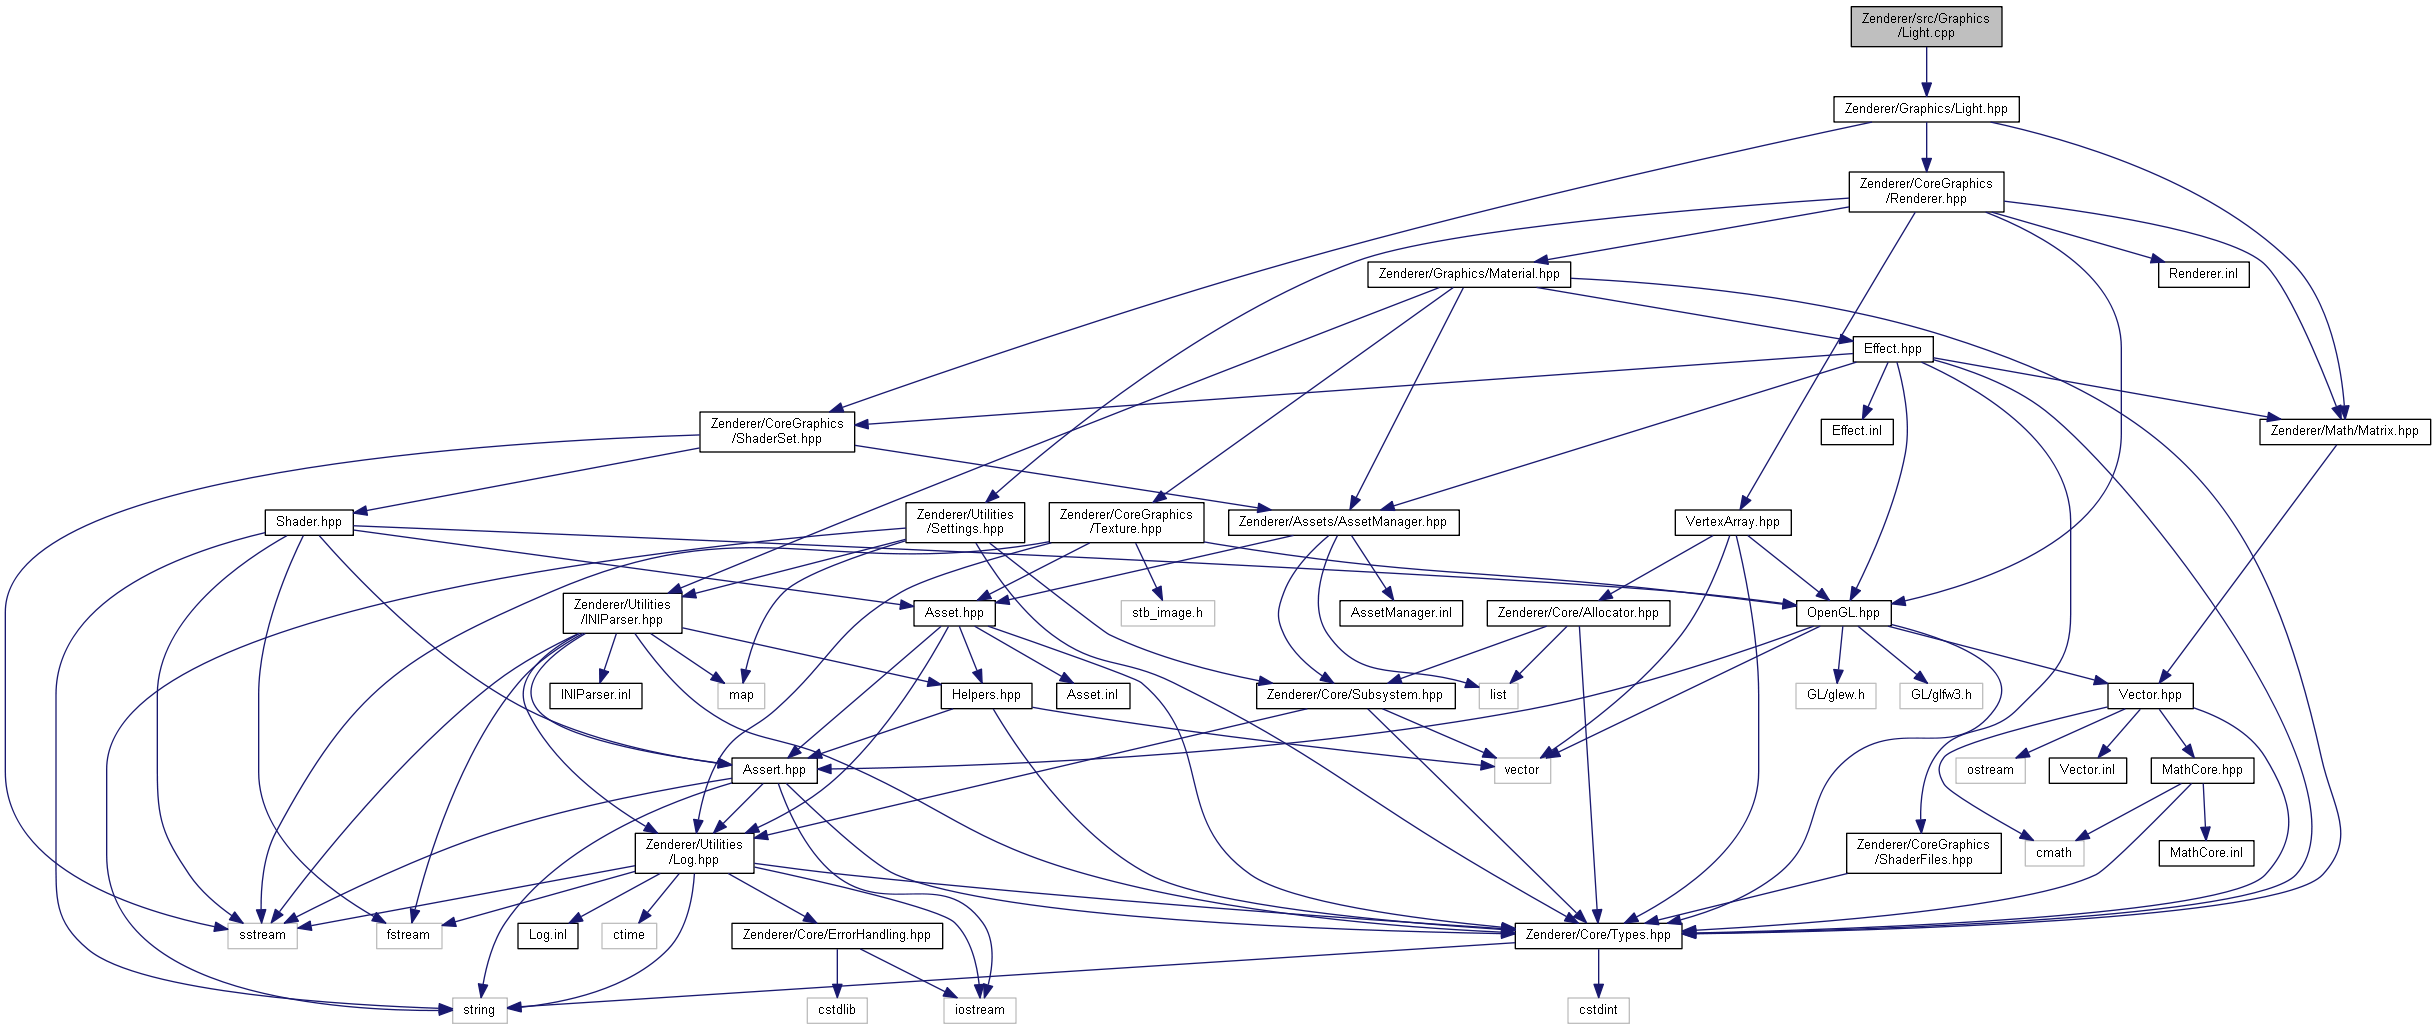 Zenderer/src/Graphics
/Light.cpp
Zenderer/Graphics/Light.hpp
Zenderer/CoreGraphics
/Renderer.hpp
Zenderer/Graphics/Material.hpp
Renderer.inl
Effect.hpp
Zenderer/CoreGraphics
/ShaderSet.hpp
Effect.inl
Zenderer/Math/Matrix.hpp
Shader.hpp
Zenderer/Utilities
/Settings.hpp
Zenderer/CoreGraphics
/Texture.hpp
Zenderer/Assets/AssetManager.hpp
VertexArray.hpp
Zenderer/Utilities
/INIParser.hpp
Asset.hpp
stb_image.h
AssetManager.inl
Zenderer/Core/Allocator.hpp
OpenGL.hpp
INIParser.inl
map
Helpers.hpp
Asset.inl
Zenderer/Core/Subsystem.hpp
list
GL/glew.h
GL/glfw3.h
Vector.hpp
Assert.hpp
vector
ostream
Vector.inl
MathCore.hpp
Zenderer/Utilities
/Log.hpp
Zenderer/CoreGraphics
/ShaderFiles.hpp
cmath
MathCore.inl
sstream
fstream
Log.inl
ctime
Zenderer/Core/ErrorHandling.hpp
Zenderer/Core/Types.hpp
string
cstdlib
iostream
cstdint